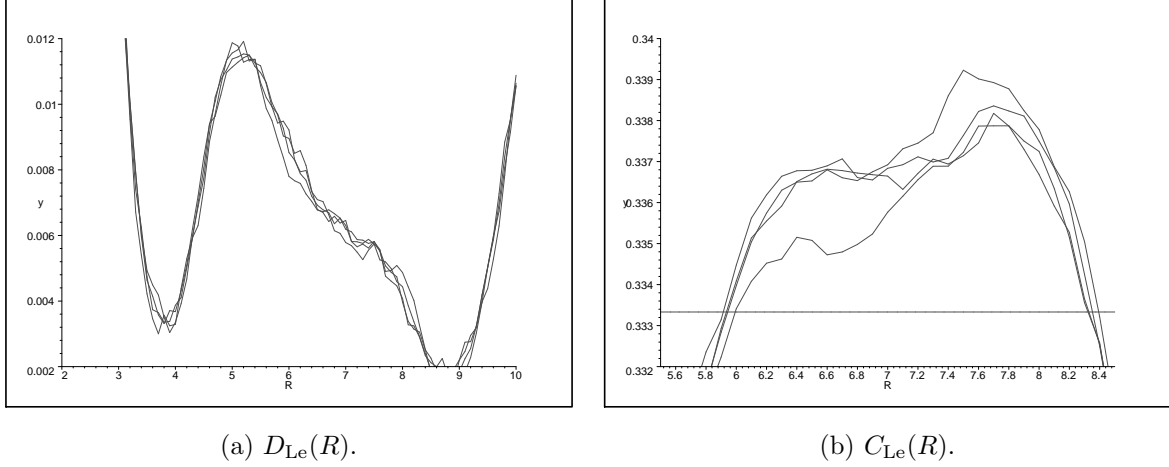 0.012
0.01
0.008
y
0.006
0.004
0.002
2 3 4 5 6 7 8 9 10
R
0.34
0.339
0.338
0.337
y
0.336
0.335
0.334
0.333
0.332
5.6 5.8 6 6.2 6.4 6.6 6.8 7 7.2 7.4 7.6 7.8 8 8.2 8.4
R
(a) D_Le(R).
(b) C_Le(R).